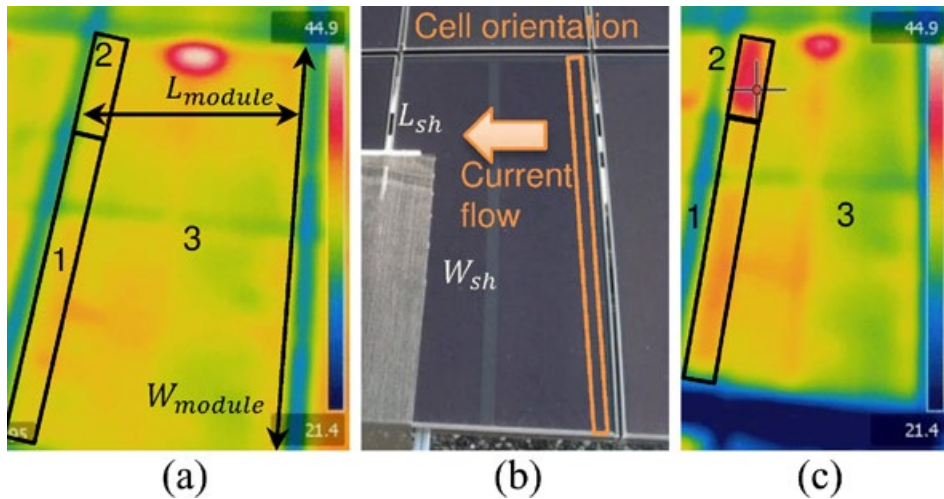 44.9
2
L_module
1
3
W_module
95
21.4
(a)
Cell orientation
L_sh
Current
flow
W_sh
(b)
44.9
2
1
3
21.4
(c)